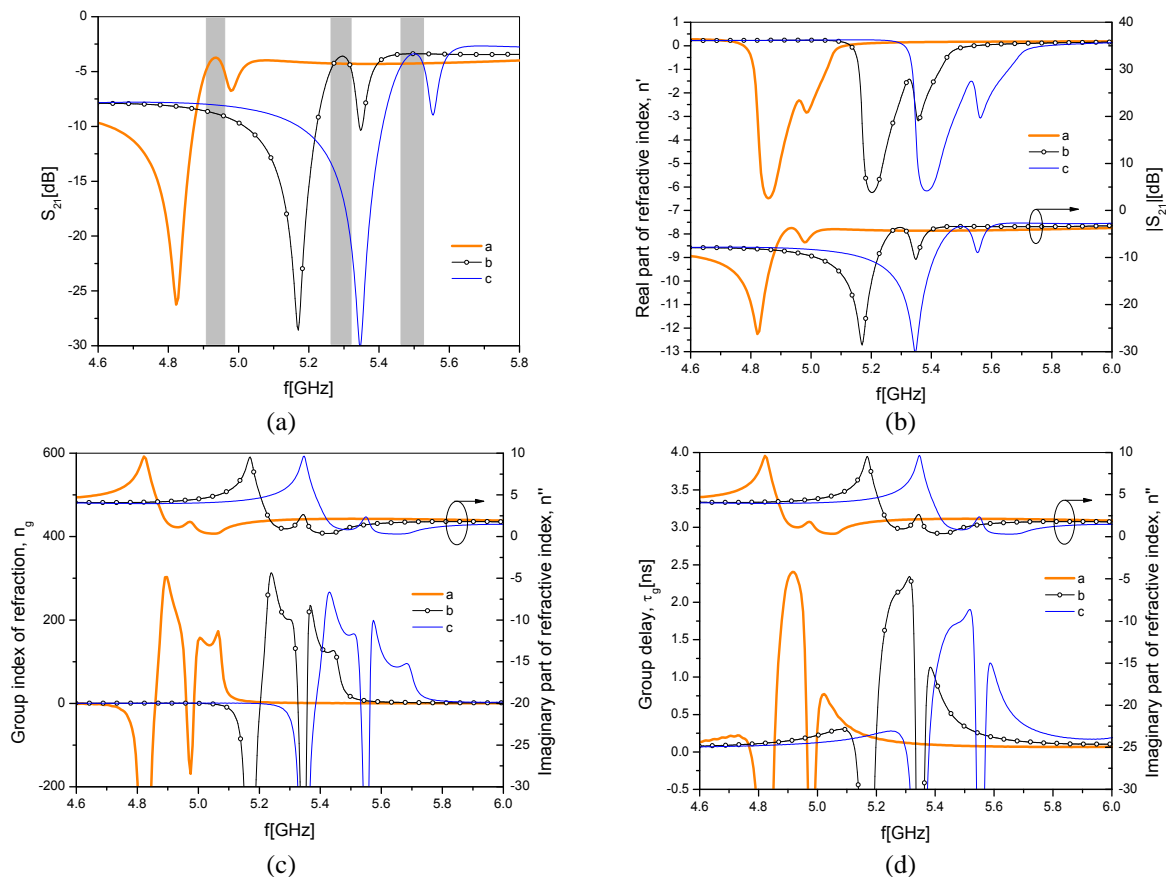 0
-5
-10
-15
-20
-25
-30
S21[dB]
a
b
c
4.6 4.8 5.0 5.2 5.4 5.6 5.8
f[GHz]
(a)
1
0
-1
-2
-3
-4
-5
-6
-7
-8
-9
-10
-11
-12
-13
Real part of refractive index, n'
a
b
c
40
30
20
10
0
-10
-20
-30
|S21|[dB]
4.6 4.8 5.0 5.2 5.4 5.6 5.8 6.0
f[GHz]
(b)
600
500
400
300
200
100
0
-100
-200
Group index of refraction, ng
a
b
c
10
5
0
-5
-10
-15
-20
-25
-30
Imaginary part of refractive index, n"
4.6 4.8 5.0 5.2 5.4 5.6 5.8 6.0
f[GHz]
(c)
4.0
3.5
3.0
2.5
2.0
1.5
1.0
0.5
0.0
-0.5
Group delay, τg[ns]
a
b
c
10
5
0
-5
-10
-15
-20
-25
-30
Imaginary part of refractive index, n"
4.6 4.8 5.0 5.2 5.4 5.6 5.8 6.0
f[GHz]
(d)